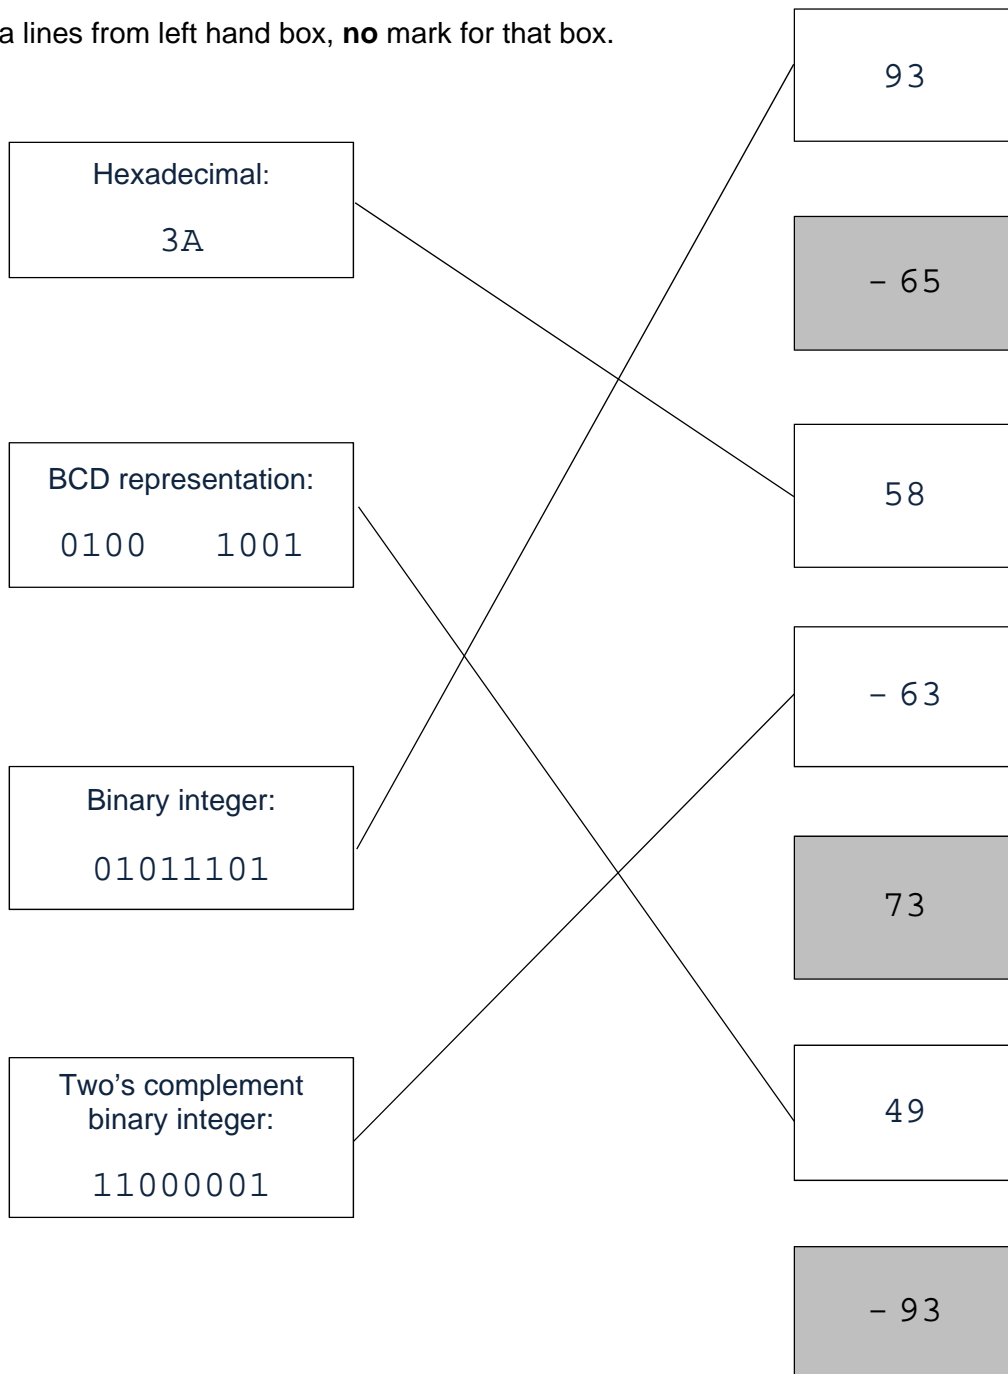 a lines from left hand box, no mark for that box.
93
Hexadecimal:
3A
- 65
BCD representation:
0100 1001
58
- 63
Binary integer:
01011101
73
Two's complement
binary integer:
11000001
49
- 93